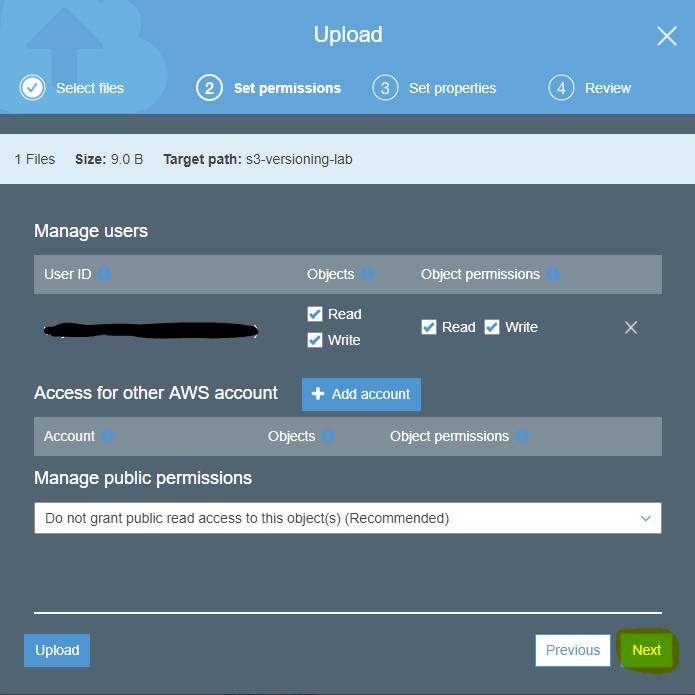 Upload
Select files
2 Set permissions
3 Set properties
4 Review
1 Files Size: 9.0 B Target path: s3-versioning-lab
Manage users
User ID Objects Object permissions
Read
Read Write
Write
Access for other AWS account Add account
Account Objects Object permissions
Manage public permissions
Do not grant public read access to this object(s) (Recommended)
Upload Previous Next